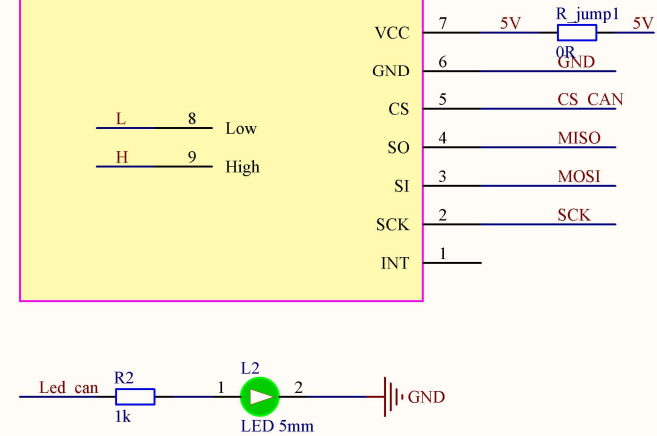 R_jump1
VCC 7 5V 5V
0R
GND 6 GND
CS 5 CS_CAN
L 8 Low
SO 4 MISO
H 9 High
SI 3 MOSI
SCK 2 SCK
INT 1
Led_can R2 1k
L2
1 2
LED 5mm
GND